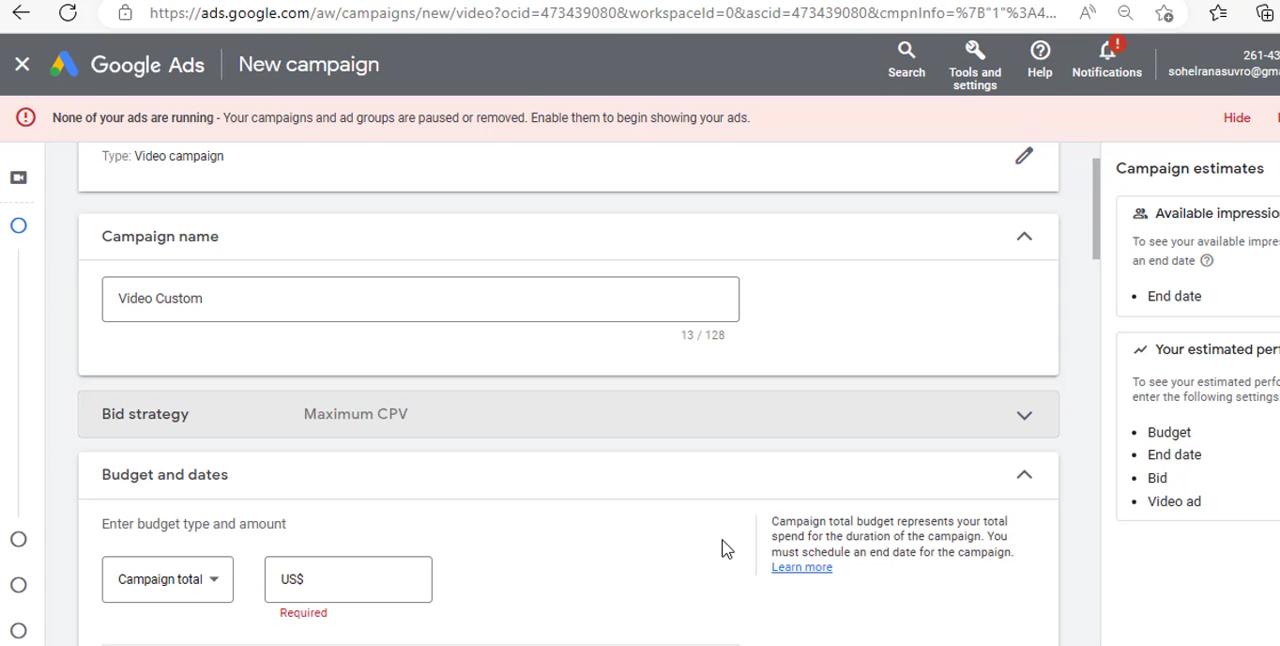 https://ads.google.com/aw/campaigns/new/video?ocid=473439080&workspaceId=0&ascid=473439080&cmpnInfo=%7B"1"%3A4...
Google Ads
New campaign
Search
Tools and settings
Help
Notifications
261-43
sohelranasuvro@gm
None of your ads are running - Your campaigns and ad groups are paused or removed. Enable them to begin showing your ads.
Hide
Type: Video campaign
Campaign name
Video Custom
13 / 128
Bid strategy
Maximum CPV
Budget and dates
Enter budget type and amount
Campaign total
US$
Required
Campaign total budget represents your total
spend for the duration of the campaign. You
must schedule an end date for the campaign.
Learn more
Campaign estimates
Available impressio
To see your available impre
an end date
• End date
Your estimated perf
To see your estimated perfo
enter the following settings
• Budget
• End date
• Bid
• Video ad